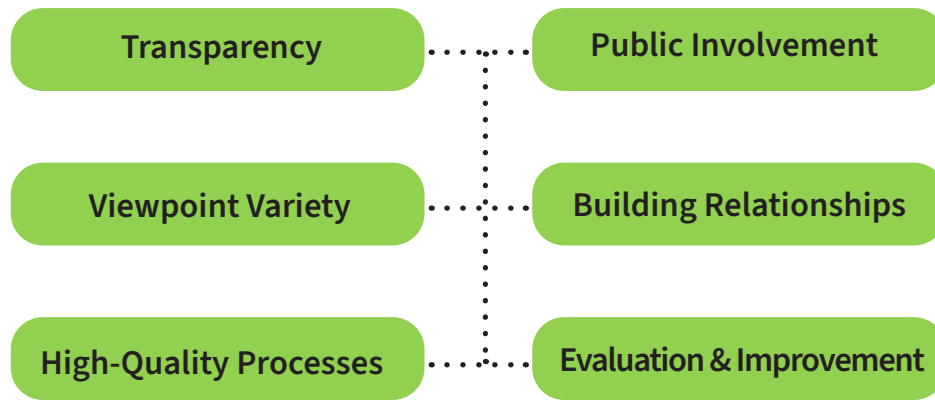 Transparency
Public Involvement
Viewpoint Variety
Building Relationships
High-Quality Processes
Evaluation & Improvement